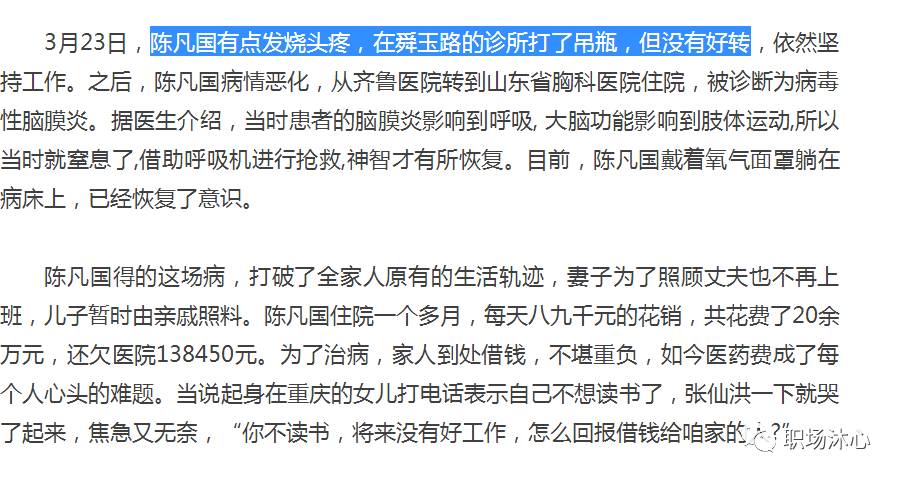 3月23日，陈凡国有点发烧头疼，在舜玉路的诊所打了吊瓶，但没有好转，依然坚
持工作。之后，陈凡国病情恶化，从齐鲁医院转到山东省胸科医院住院，被诊断为病毒
性脑膜炎。据医生介绍，当时患者的脑膜炎影响到呼吸, 大脑功能影响到肢体运动,所以
当时就窒息了,借助呼吸机进行抢救,神智才有所恢复。目前，陈凡国戴着氧气面罩躺在
病床上，已经恢复了意识。
陈凡国得的这场病，打破了全家人原有的生活轨迹，妻子为了照顾丈夫也不再上
班，儿子暂时由亲戚照料。陈凡国住院一个多月，每天八九千元的花销，共花费了20余
万元，还欠医院138450元。为了治病，家人到处借钱，不堪重负，如今医药费成了每
个人心头的难题。当说起身在重庆的女儿打电话表示自己不想读书了，张仙洪一下就哭
了起来，焦急又无奈，“你不读书，将来没有好工作，怎么回报借钱给咱家的?”
职场沐心